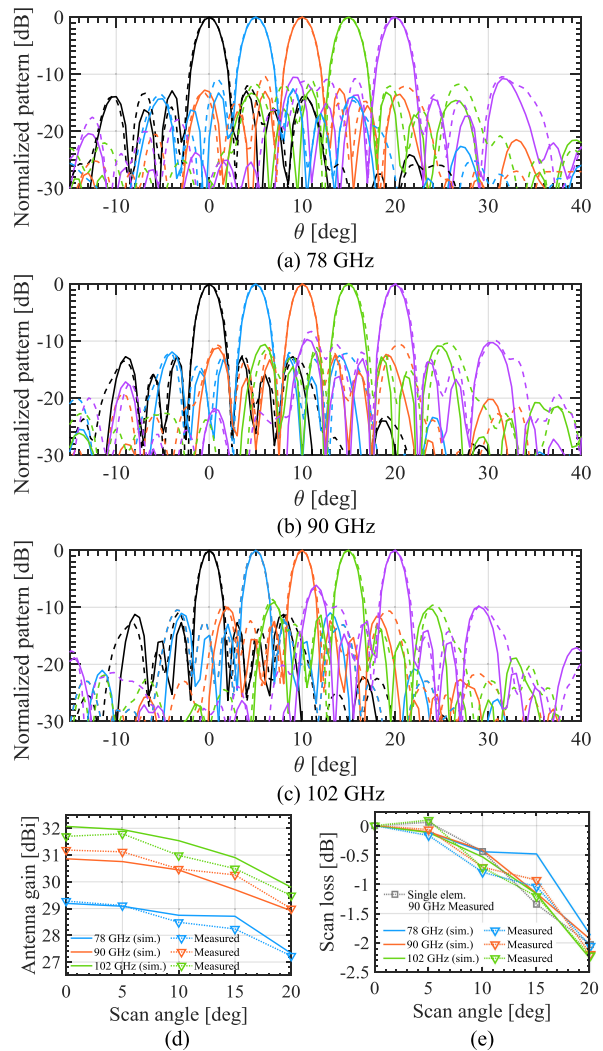 0
-10
-20
-30
Normalized pattern [dB]
-10 0 10 20 30 40
θ [deg]
(a) 78 GHz
0
-10
-20
-30
Normalized pattern [dB]
-10 0 10 20 30 40
θ [deg]
(b) 90 GHz
0
-10
-20
-30
Normalized pattern [dB]
-10 0 10 20 30 40
θ [deg]
(c) 102 GHz
32
31
30
29
28
27
Antenna gain [dBi]
78 GHz (sim.) Measured
90 GHz (sim.) Measured
102 GHz (sim.) Measured
0 5 10 15 20
Scan angle [deg]
(d)
0
-0.5
-1
-1.5
-2
-2.5
Scan loss [dB]
Single elem.
90 GHz Measured
78 GHz (sim.) Measured
90 GHz (sim.) Measured
102 GHz (sim.) Measured
0 5 10 15 20
Scan angle [deg]
(e)